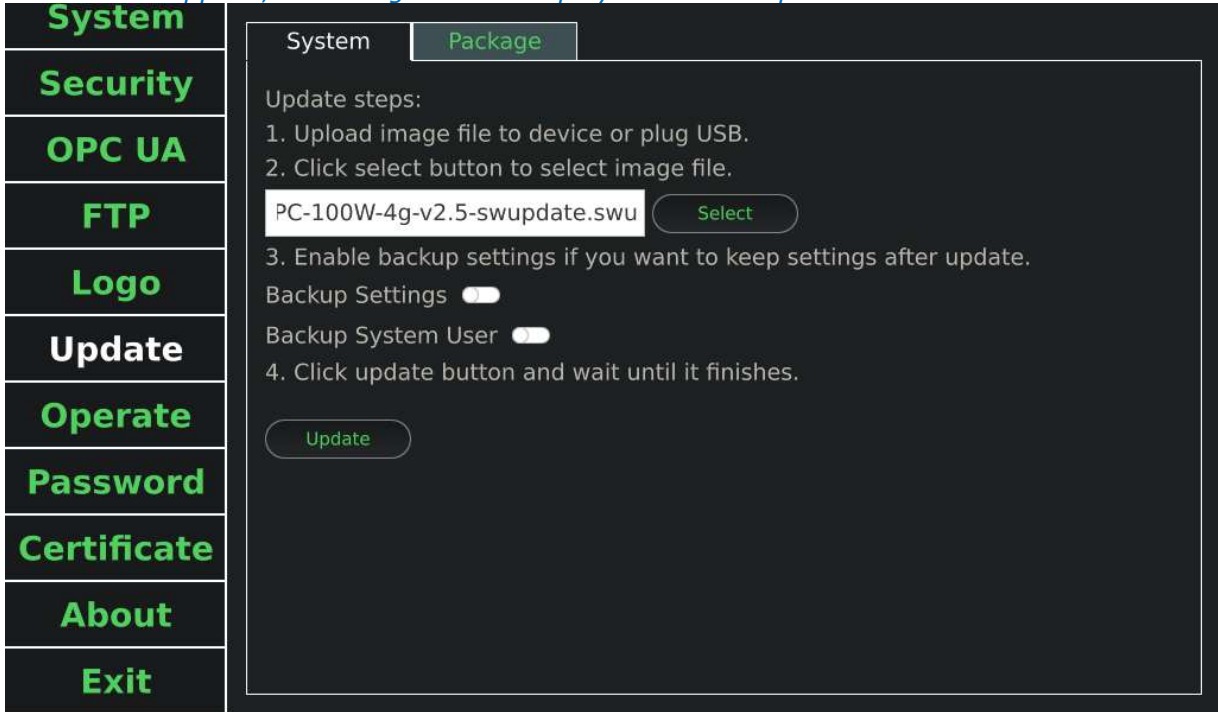 System
Security
OPC UA
FTP
Logo
Update
Operate
Password
Certificate
About
Exit
System
Package
Update steps:
1. Upload image file to device or plug USB.
2. Click select button to select image file.
PC-100W-4g-v2.5-swupdate.swu
Select
3. Enable backup settings if you want to keep settings after update.
Backup Settings
Backup System User
4. Click update button and wait until it finishes.
Update